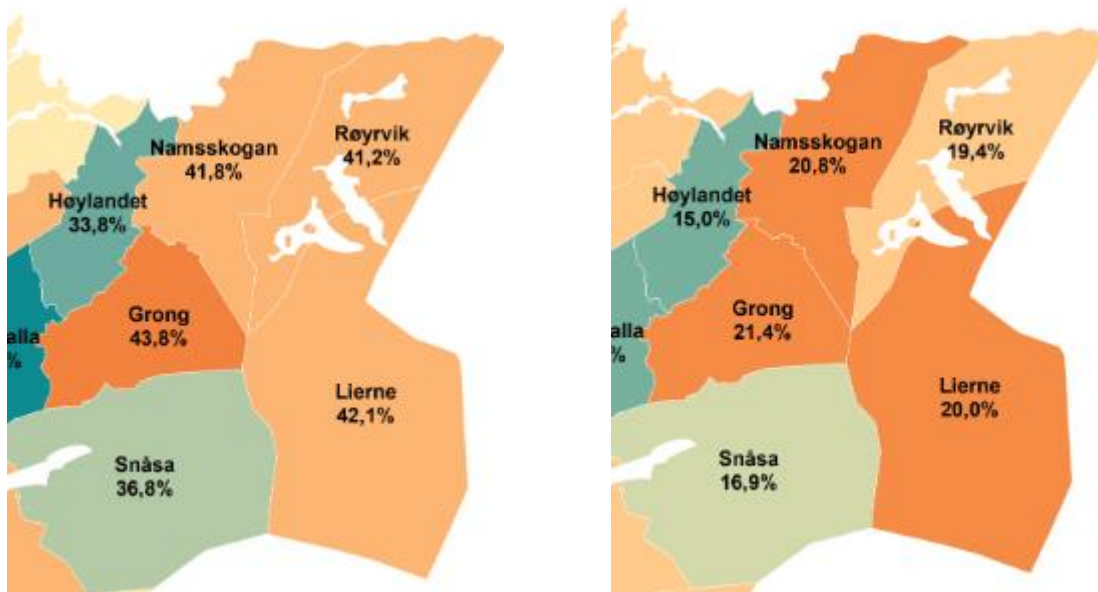 Namsskogan
41,8%
Røyrvik
41,2%
Høylandet
33,8%
Grong
43,8%
alla
%
Lierne
42,1%
Snåsa
36,8%
Namsskogan
20,8%
Røyrvik
19,4%
Høylandet
15,0%
Grong
21,4%
alla
%
Lierne
20,0%
Snåsa
16,9%